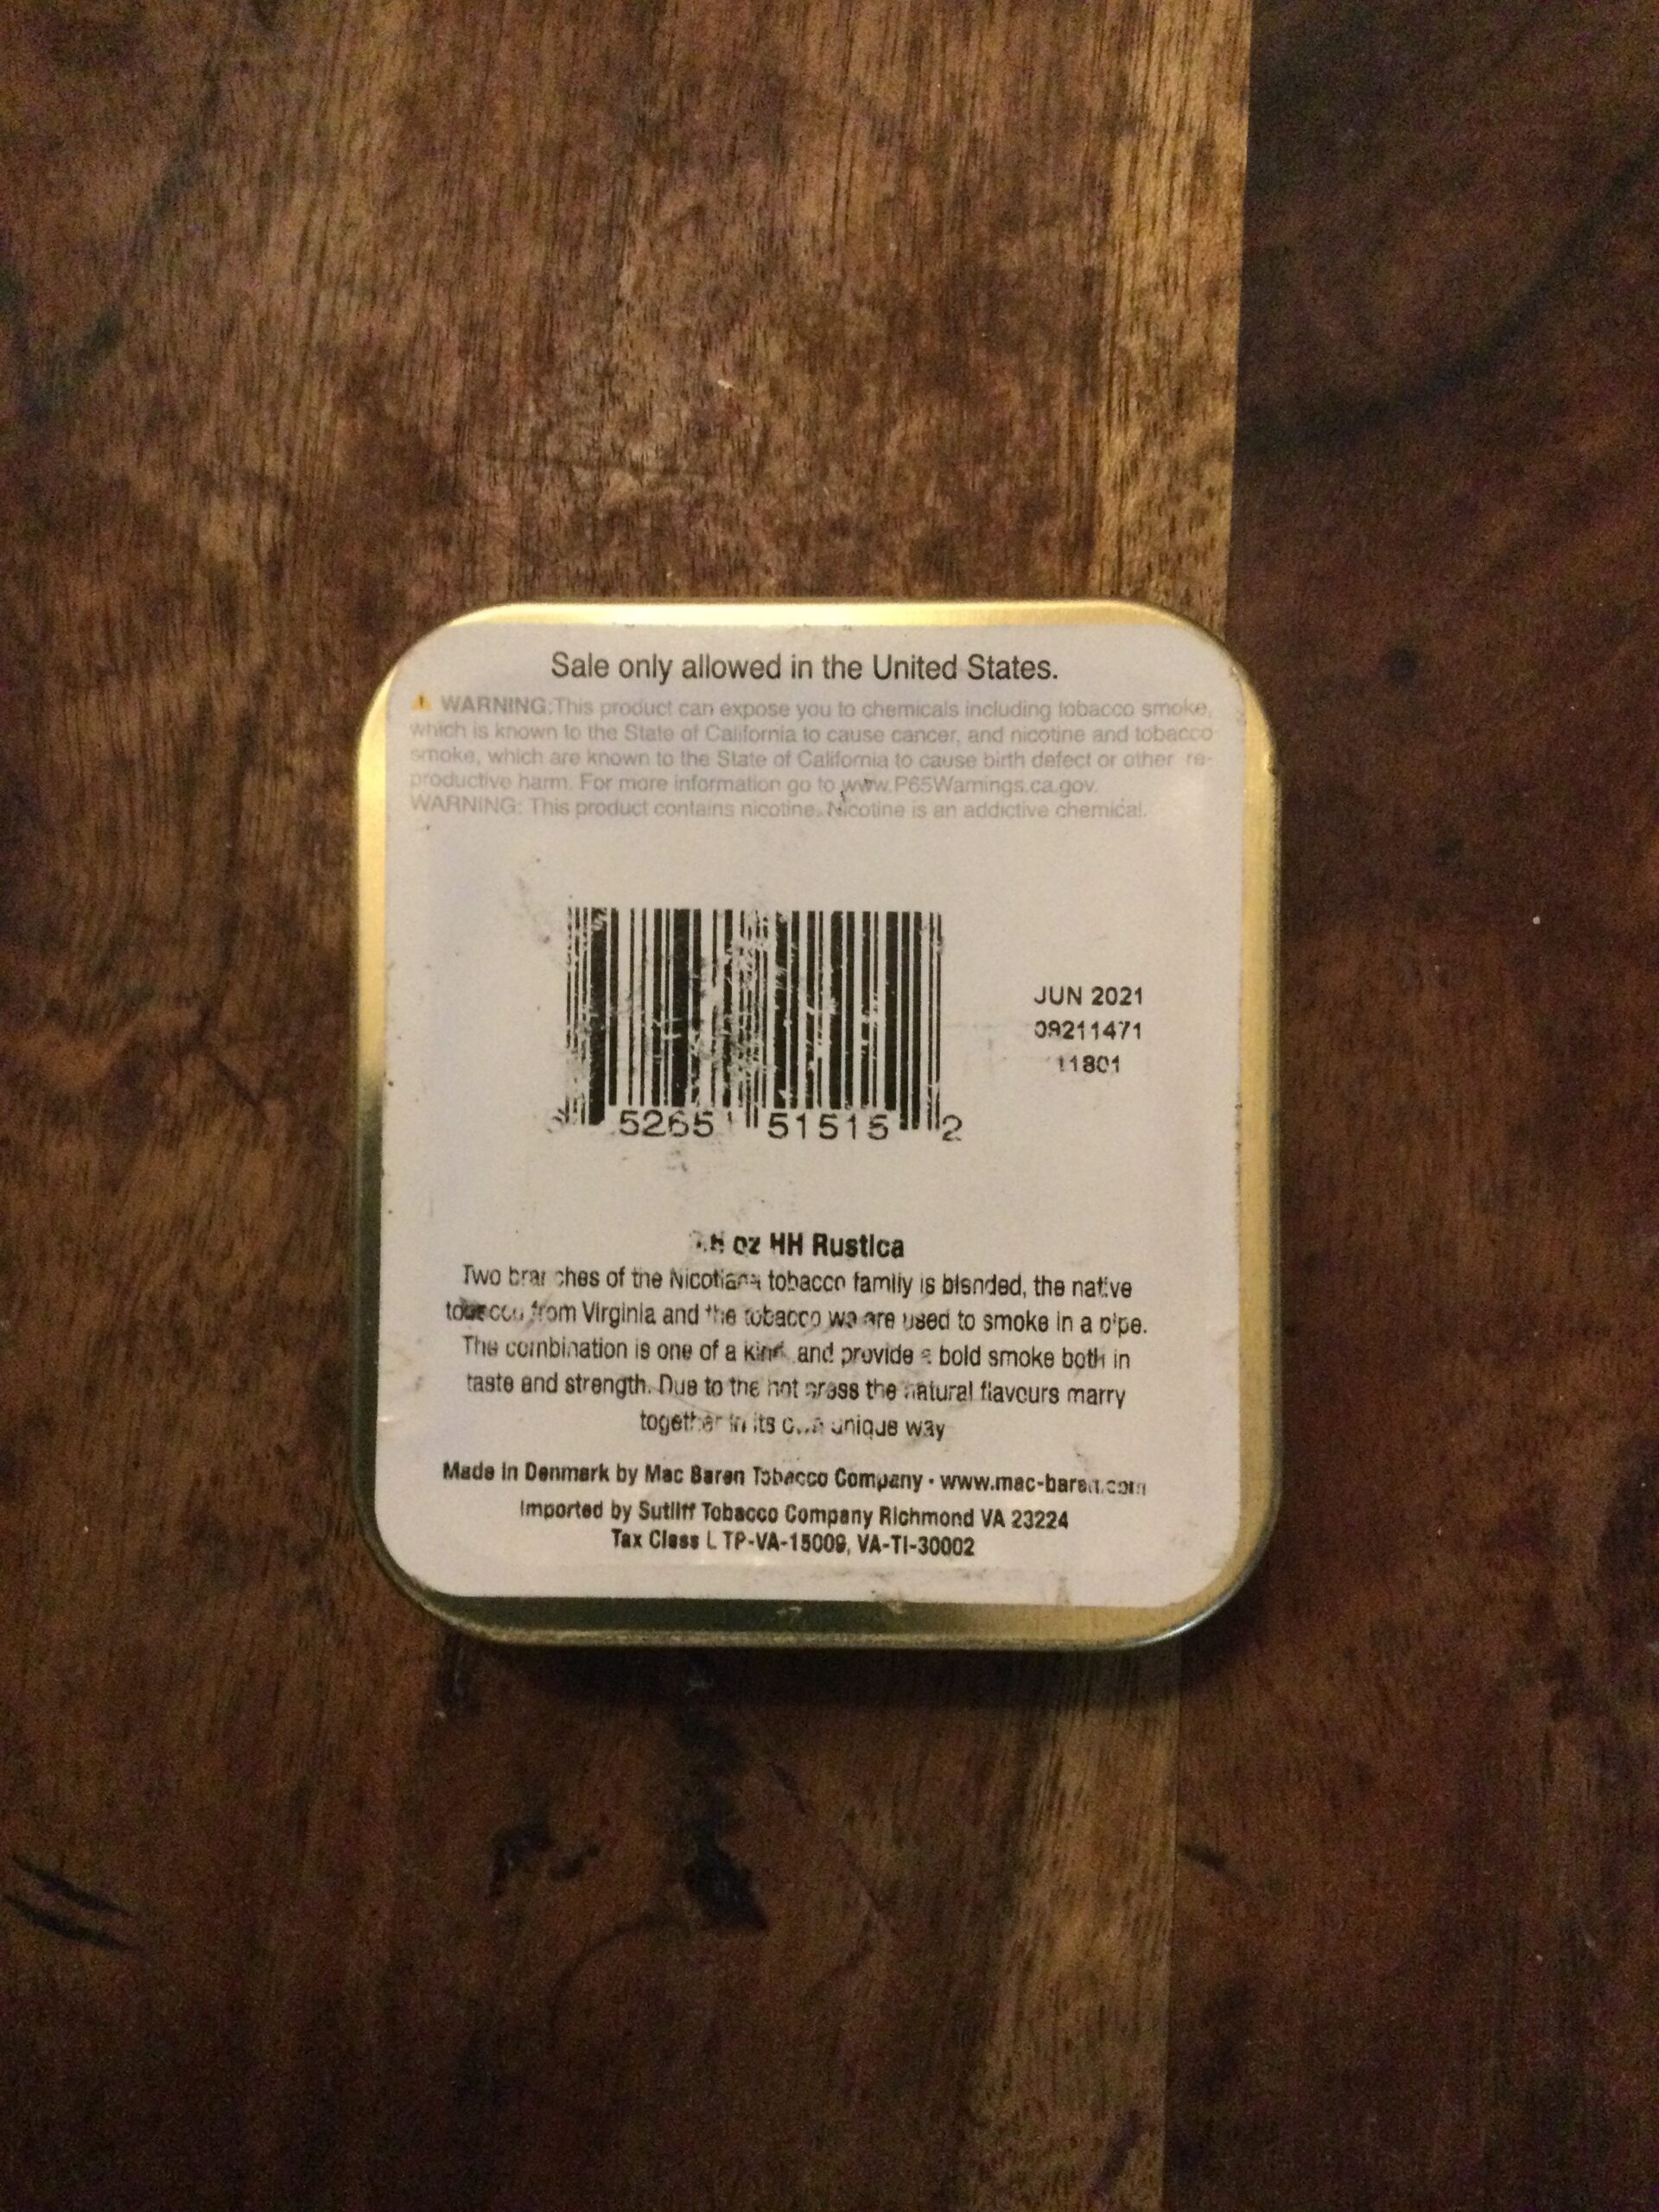 Sale only allowed in the United States.
WARNING: This product can expose you to chemicals including tobacco smoke,
which is known to the State of California to cause cancer, and nicotine and tobacco
smoke, which are known to the State of California to cause birth defect or other re-
productive harm. For more information go to www.P65Warnings.ca.gov.
WARNING: This product contains nicotine. Nicotine is an addictive chemical.
JUN 2021
09211471
11801
51515 2
oz HH Rustica
Two branches of the Nicotiana tobacco family is blended, the native
tobacco from Virginia and the tobacco we are used to smoke in a pipe.
The combination is one of a kind and provide a bold smoke both in
taste and strength. Due to the hot press the natural flavours marry
together in its own unique way
Made in Denmark by Mac Baren Tobacco Company · www.mac-baren.com
Imported by Sutliff Tobacco Company Richmond VA 23224
Tax Class L TP-VA-15009, VA-TI-30002